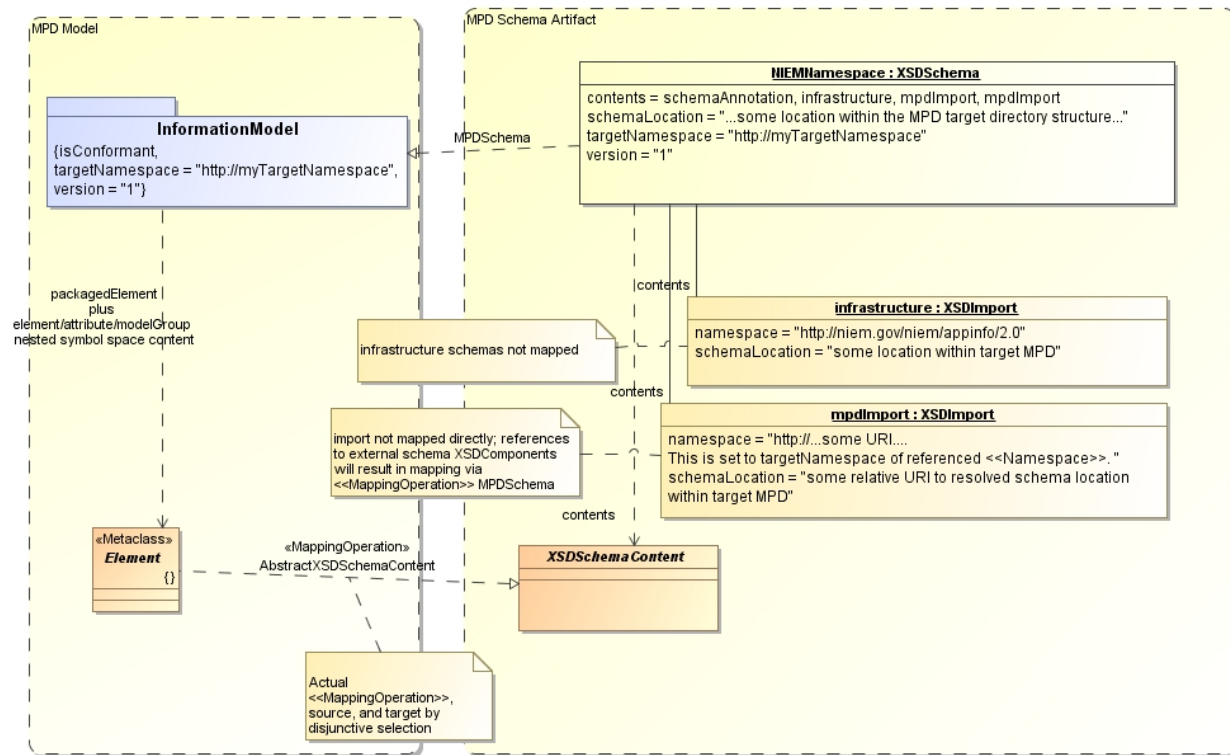 MPD Model
MPD Schema Artifact
NIEMNamespace : XSDSchema
contents = schemaAnnotation, infrastructure, mpdImport, mpdImport
schemaLocation = "...some location within the MPD target directory structure..."
targetNamespace = "http://myTargetNamespace"
version = "1"
InformationModel
{isConformant,
targetNamespace = "http://myTargetNamespace",
version = "1"}
MPDSchema
packagedElement
plus
element/attribute/modelGroup
nested symbol space content
contents
infrastructure : XSDImport
namespace = "http://niem.gov/niem/appinfo/2.0"
schemaLocation = "some location within target MPD"
infrastructure schemas not mapped
contents
mpdImport : XSDImport
namespace = "http://...some URI....
This is set to targetNamespace of referenced <<Namespace>>. "
schemaLocation = "some relative URI to resolved schema location
within target MPD"
import not mapped directly; references
to external schema XSDComponents
will result in mapping via
<<MappingOperation>> MPDSchema
contents
«Metaclass»
Element
{}
«MappingOperation»
AbstractXSDSchemaContent
XSDSchemaContent
Actual
<<MappingOperation>>,
source, and target by
disjunctive selection